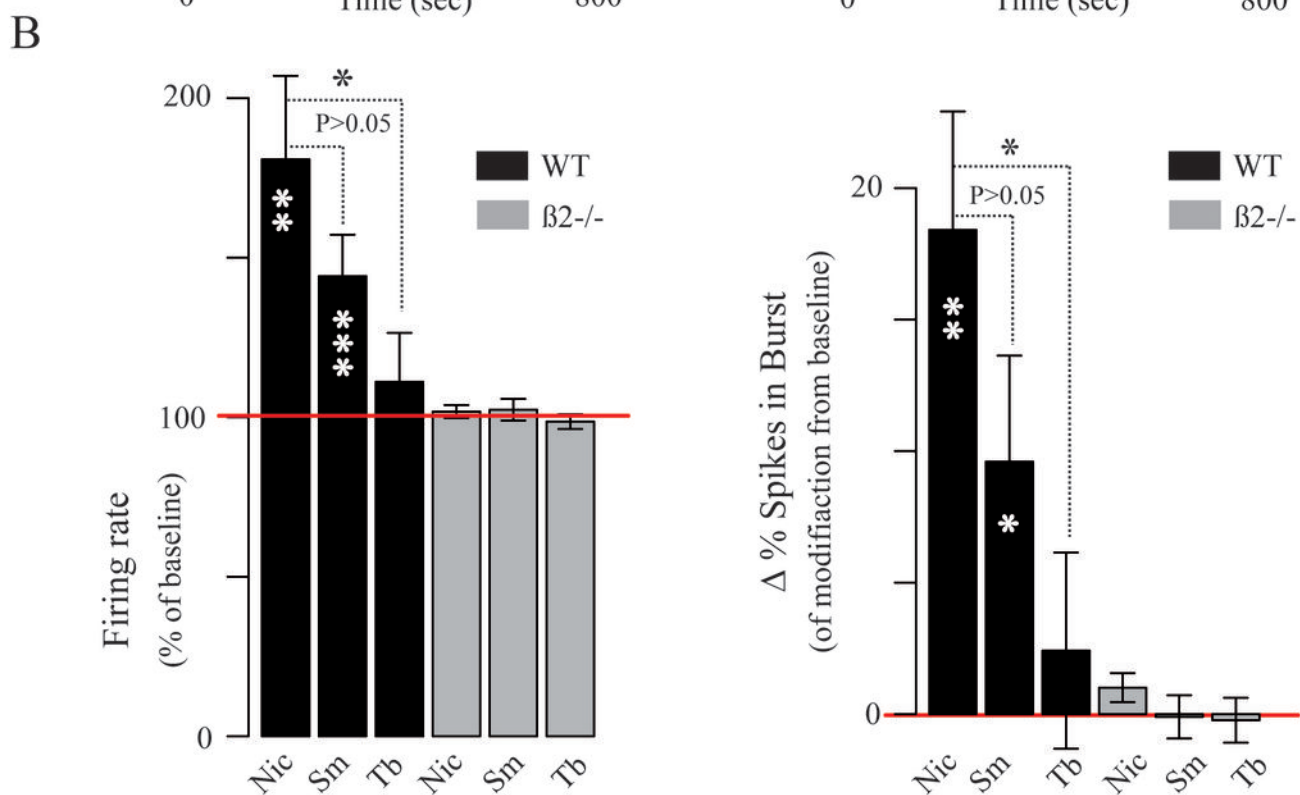 0 Time (sec) 800
0 Time (sec) 800
B
Firing rate
(% of baseline)
200
100
0
*
P>0.05
**
***
WT
ß2-/-
Nic Sm Tb Nic Sm Tb
Δ % Spikes in Burst
(of modifiaction from baseline)
20
0
*
P>0.05
**
*
WT
ß2-/-
Nic Sm Tb Nic Sm Tb